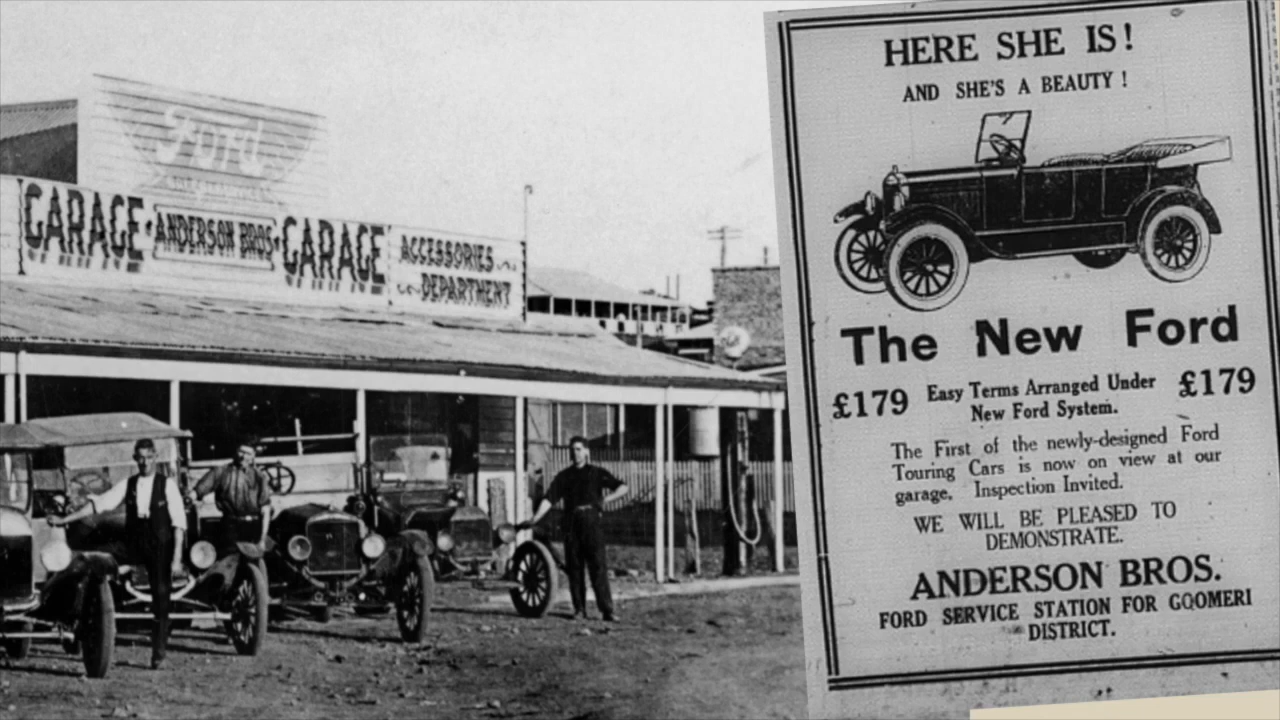 Ford
GARAGE
ANDERSON BROS
GARAGE
ACCESSORIES
DEPARTMENT
HERE SHE IS!
AND SHE'S A BEAUTY!
The New Ford
£179
Easy Terms Arranged Under
New Ford System.
£179
The First of the newly-designed Ford
Touring Cars is now on view at our
garage. Inspection Invited.
WE WILL BE PLEASED TO
DEMONSTRATE.
ANDERSON BROS.
FORD SERVICE STATION FOR GOOMERI
DISTRICT.